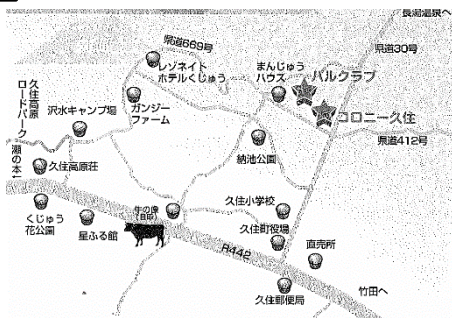 長湯温泉へ
県道669号
県道30号
レゾネイト
ホテルくじゅう
まんじゅう
ハウス
パルクラブ
久住高原
ロードパーク
沢水キャンプ場
ガンジー
ファーム
コロニー久住
県道412号
瀬の本↑
納池公園
久住高原荘
くじゅう
花公園
星ふる館
牛の像
(目印)
久住小学校
久住町役場
R442
直売所
久住郵便局
竹田へ